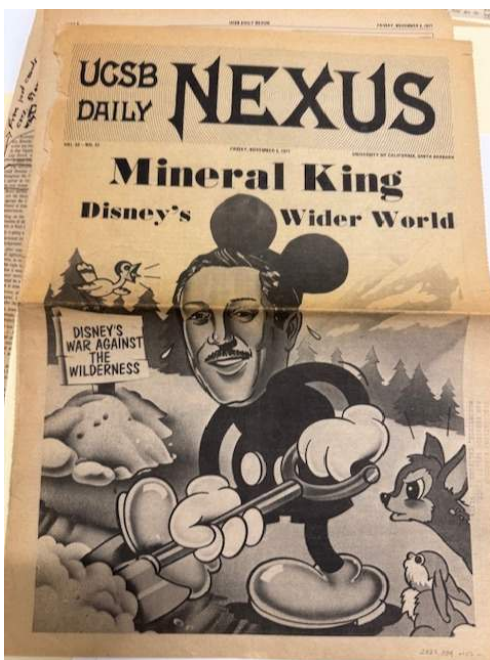 UCSB DAILY NEXUS
FRIDAY, NOVEMBER 4, 1977
UNIVERSITY OF CALIFORNIA, SANTA BARBARA
Mineral King
Disney's Wider World
DISNEY'S
WAR AGAINST
THE
WILDERNESS